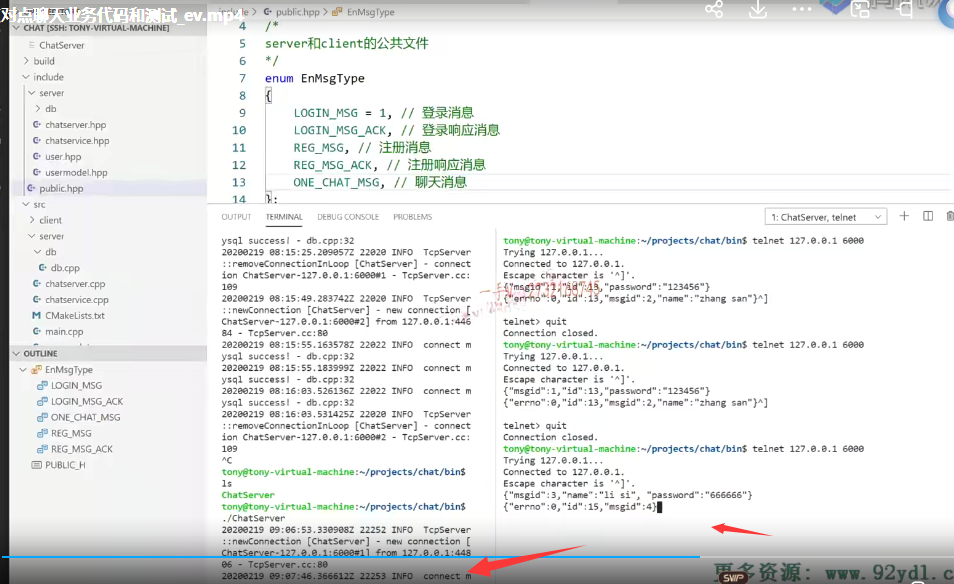 对点聊天业务代码和测试_ev.mp4
include > public.hpp > EnMsgType
CHAT [SSH: TONY-VIRTUAL-MACHINE]
ChatServer
build
include
server
db
chatserver.hpp
chatservice.hpp
user.hpp
usermodel.hpp
public.hpp
src
client
server
db
db.cpp
chatserver.cpp
chatservice.cpp
CMakeLists.txt
main.cpp
OUTLINE
EnMsgType
LOGIN_MSG
LOGIN_MSG_ACK
ONE_CHAT_MSG
REG_MSG
REG_MSG_ACK
PUBLIC_H
4 /*
5 server和client的公共文件
6 */
7 enum EnMsgType
8 {
9 LOGIN_MSG = 1, // 登录消息
10 LOGIN_MSG_ACK, // 登录响应消息
11 REG_MSG, // 注册消息
12 REG_MSG_ACK, // 注册响应消息
13 ONE_CHAT_MSG, // 聊天消息
14 };
OUTPUT TERMINAL DEBUG CONSOLE PROBLEMS
1: ChatServer, telnet
ysql success! - db.cpp:32
20200219 08:15:25.209057Z 22020 INFO  TcpServer
::removeConnectionInLoop [ChatServer] - connect
ion ChatServer-127.0.0.1:6000#1 - TcpServer.cc:
109
20200219 08:15:49.283742Z 22020 INFO  TcpServer
::newConnection [ChatServer] - new connection [
ChatServer-127.0.0.1:6000#2] from 127.0.0.1:446
84 - TcpServer.cc:80
20200219 08:15:55.163578Z 22022 INFO  connect m
ysql success! - db.cpp:32
20200219 08:15:55.183999Z 22022 INFO  connect m
ysql success! - db.cpp:32
20200219 08:16:03.526136Z 22022 INFO  connect m
ysql success! - db.cpp:32
20200219 08:16:03.531425Z 22020 INFO  TcpServer
::removeConnectionInLoop [ChatServer] - connect
ion ChatServer-127.0.0.1:6000#2 - TcpServer.cc:
109
^C
tony@tony-virtual-machine:~/projects/chat/bin$
ls
ChatServer
tony@tony-virtual-machine:~/projects/chat/bin$
./ChatServer
20200219 09:06:53.330908Z 22252 INFO  TcpServer
::newConnection [ChatServer] - new connection [
ChatServer-127.0.0.1:6000#1] from 127.0.0.1:448
06 - TcpServer.cc:80
20200219 09:07:46.366612Z 22253 INFO  connect m
tony@tony-virtual-machine:~/projects/chat/bin$ telnet 127.0.0.1 6000
Trying 127.0.0.1...
Connected to 127.0.0.1.
Escape character is '^]'.
{"msgid":1,"id":13,"password":"123456"}
{"errno":0,"id":13,"msgid":2,"name":"zhang san"}^]
telnet> quit
Connection closed.
tony@tony-virtual-machine:~/projects/chat/bin$ telnet 127.0.0.1 6000
Trying 127.0.0.1...
Connected to 127.0.0.1.
Escape character is '^]'.
{"msgid":1,"id":13,"password":"123456"}
{"errno":0,"id":13,"msgid":2,"name":"zhang san"}^]
telnet> quit
Connection closed.
tony@tony-virtual-machine:~/projects/chat/bin$ telnet 127.0.0.1 6000
Trying 127.0.0.1...
Connected to 127.0.0.1.
Escape character is '^]'.
{"msgid":3,"name":"li si", "password":"666666"}
{"errno":0,"id":15,"msgid":4}
更多资源: www.92ydl.c
SWP